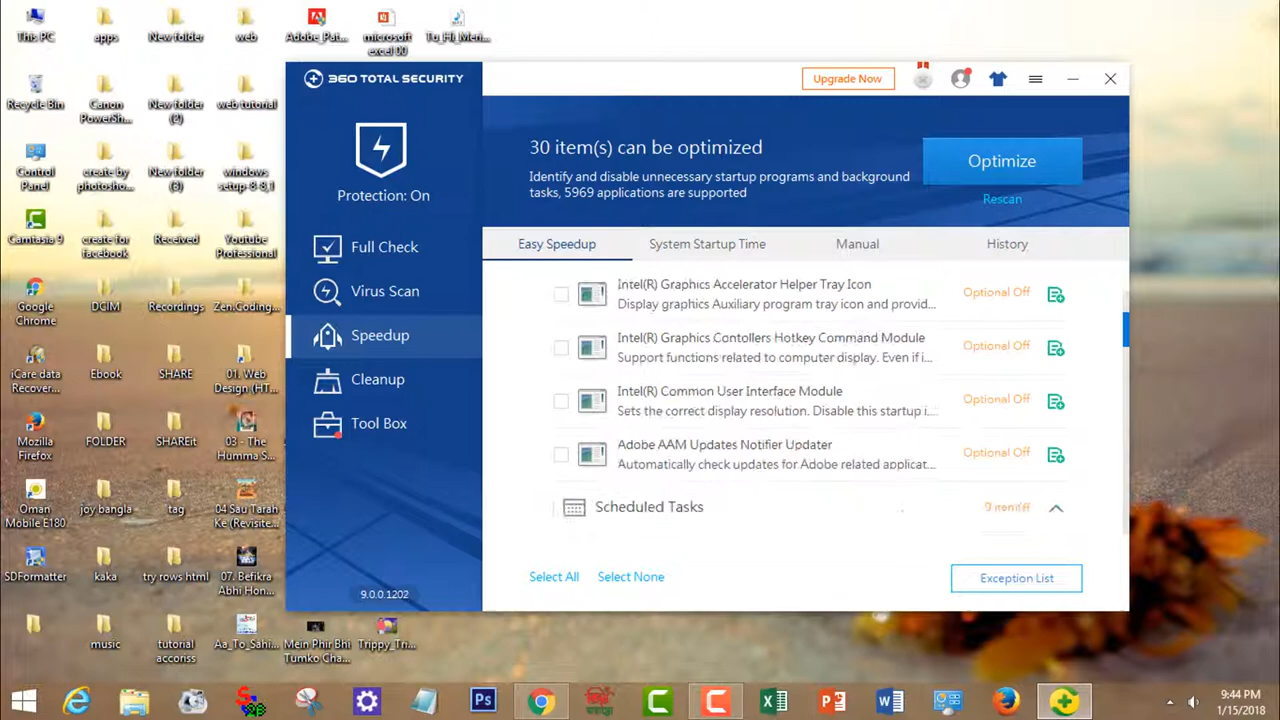 This PC
apps
New folder
web
Adobe_Pat...
microsoft
excel 00
Recycle Bin
Canon
PowerSh...
New folder
(2)
web tutorial
Control
Panel
create by
photosho...
New folder
(3)
windows
setup-8-8,1
Camtasia 9
create for
facebook
Received
Youtube
Professional
Google
Chrome
DCIM
Recordings
Zen.Coding...
iCare data
Recover...
Ebook
SHARE
01. Web
Design (HT...
Mozilla
Firefox
FOLDER
SHAREit
03 - The
Humma S...
Oman
Mobile E180
joy bangla
tag
04 Sau Tarah
Ke (Revisite...
SDFormatter
kaka
try rows html
07. Befikra
Abhi Hon...
music
tutorial
accoriss
Aa_To_Sahi...
Mein Phir Bhi
Tumko Cha...
Trippy_Tri...
360 TOTAL SECURITY
Upgrade Now
Protection: On
Full Check
Virus Scan
Speedup
Cleanup
Tool Box
9.0.0.1202
30 item(s) can be optimized
Identify and disable unnecessary startup programs and background
tasks, 5969 applications are supported
Optimize
Rescan
Easy Speedup
System Startup Time
Manual
History
Intel(R) Graphics Accelerator Helper Tray Icon
Display graphics Auxiliary program tray icon and provid...
Optional Off
Intel(R) Graphics Contollers Hotkey Command Module
Support functions related to computer display. Even if i...
Optional Off
Intel(R) Common User Interface Module
Sets the correct display resolution. Disable this startup i...
Optional Off
Adobe AAM Updates Notifier Updater
Automatically check updates for Adobe related applicat...
Optional Off
Scheduled Tasks
Select All
Select None
Exception List
Ps
9:44 PM
1/15/2018